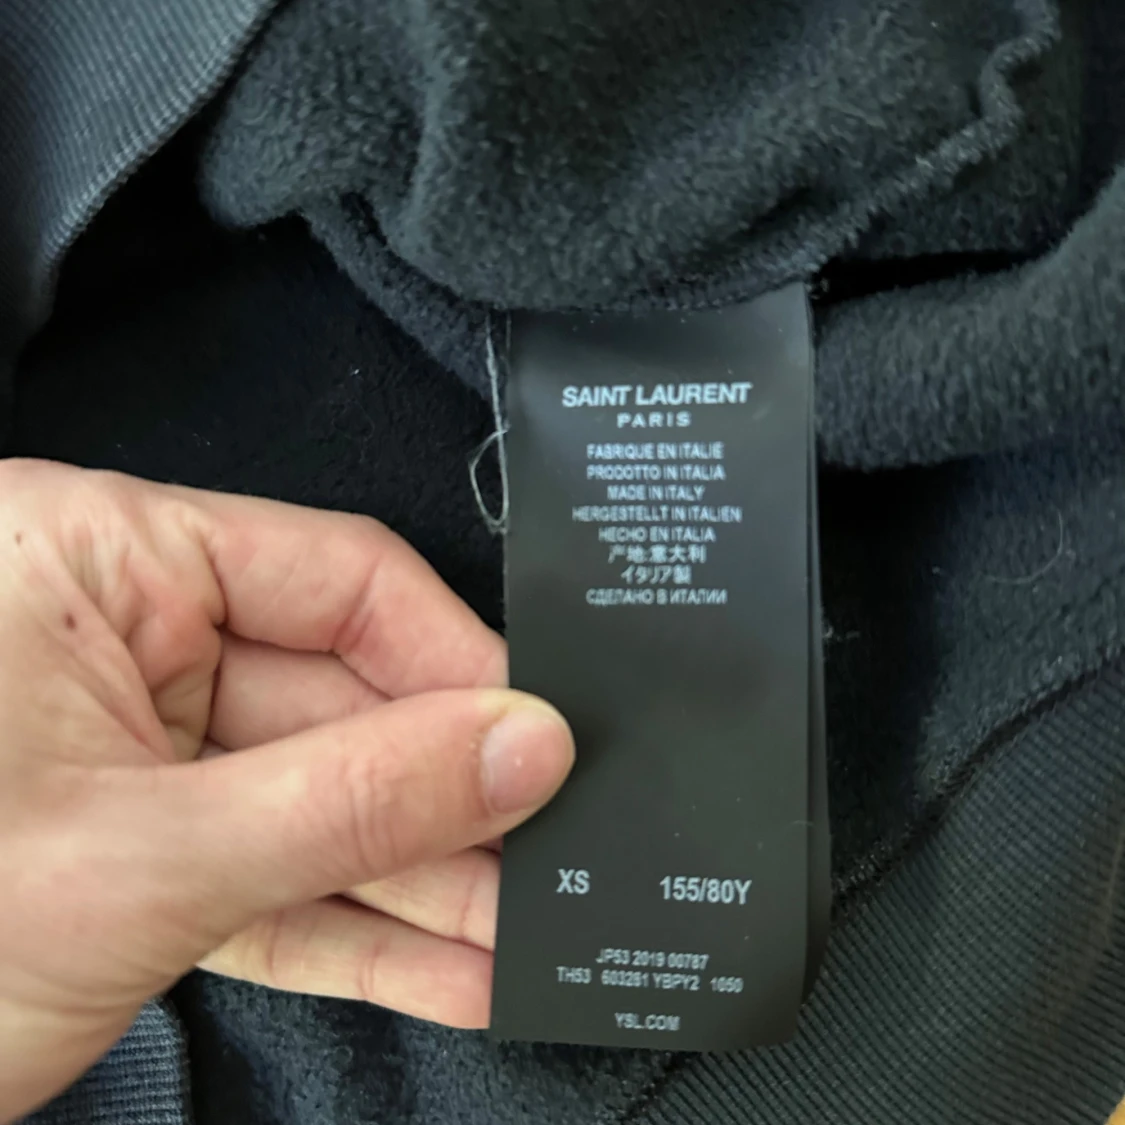 SAINT LAURENT
PARIS
FABRIQUE EN ITALIE
PRODOTTO IN ITALIA
MADE IN ITALY
HERGESTELLT IN ITALIEN
HECHO EN ITALIA
产地:意大利
イタリア製
СДЕЛАНО В ИТАЛИИ
XS 155/80Y
JP53 2019 00787
TH53 603261 YBPY2 1050
YSL.COM